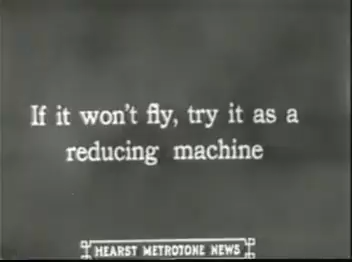 If it won't fly, try it as a
reducing machine
HEARST METROTONE NEWS